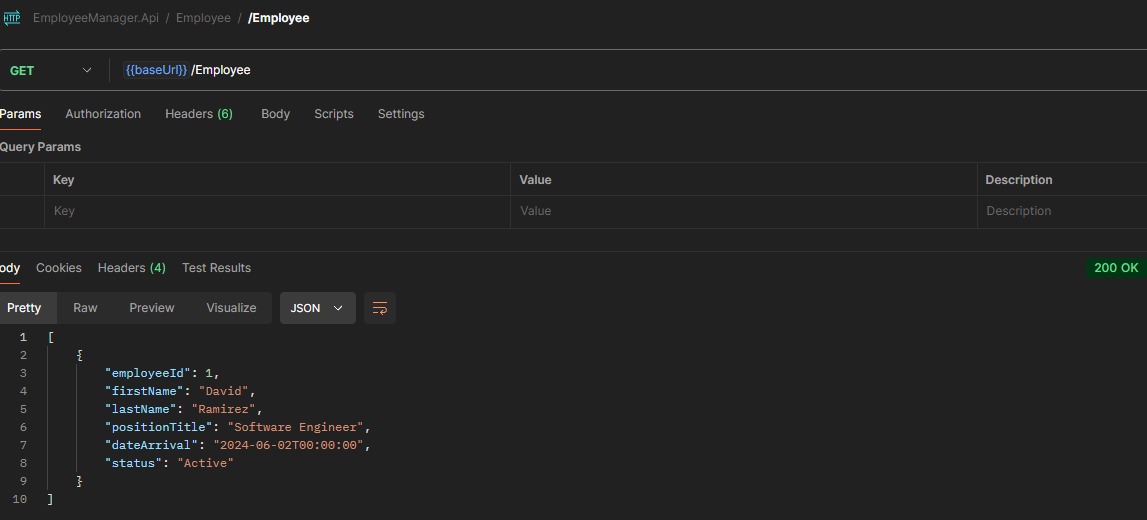 HTTP EmployeeManager.Api / Employee / /Employee
GET {{baseUrl}} /Employee
Params Authorization Headers (6) Body Scripts Settings
Query Params
Key Value Description
Key Value Description
ody Cookies Headers (4) Test Results 200 OK
Pretty Raw Preview Visualize JSON
1 [
2 {
3 "employeeId": 1,
4 "firstName": "David",
5 "lastName": "Ramirez",
6 "positionTitle": "Software Engineer",
7 "dateArrival": "2024-06-02T00:00:00",
8 "status": "Active"
9 }
10 ]